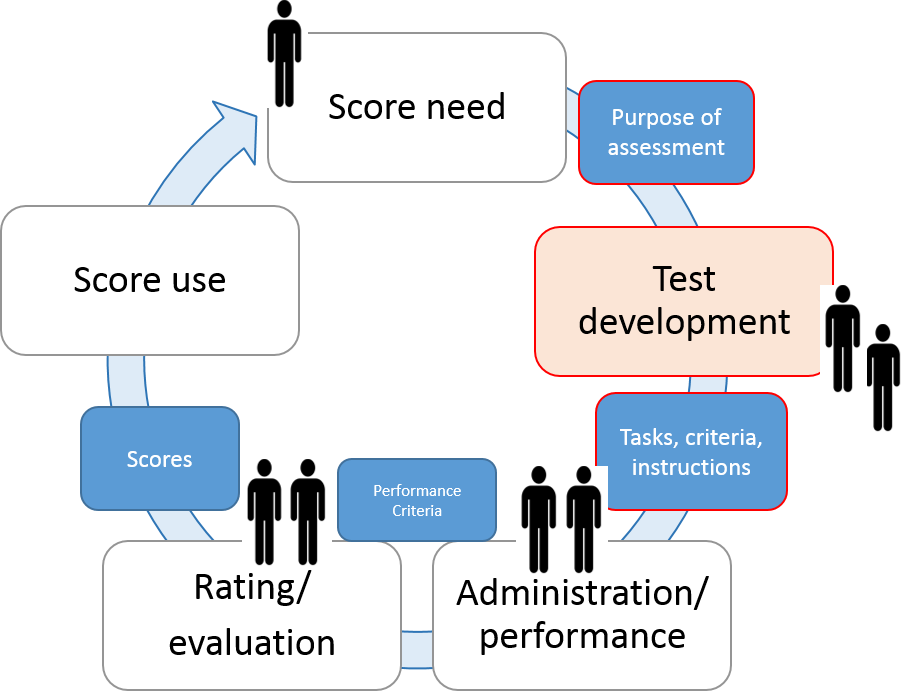 Score need
Purpose of
assessment
Test
development
Tasks, criteria,
instructions
Administration/
performance
Performance
Criteria
Rating/
evaluation
Scores
Score use